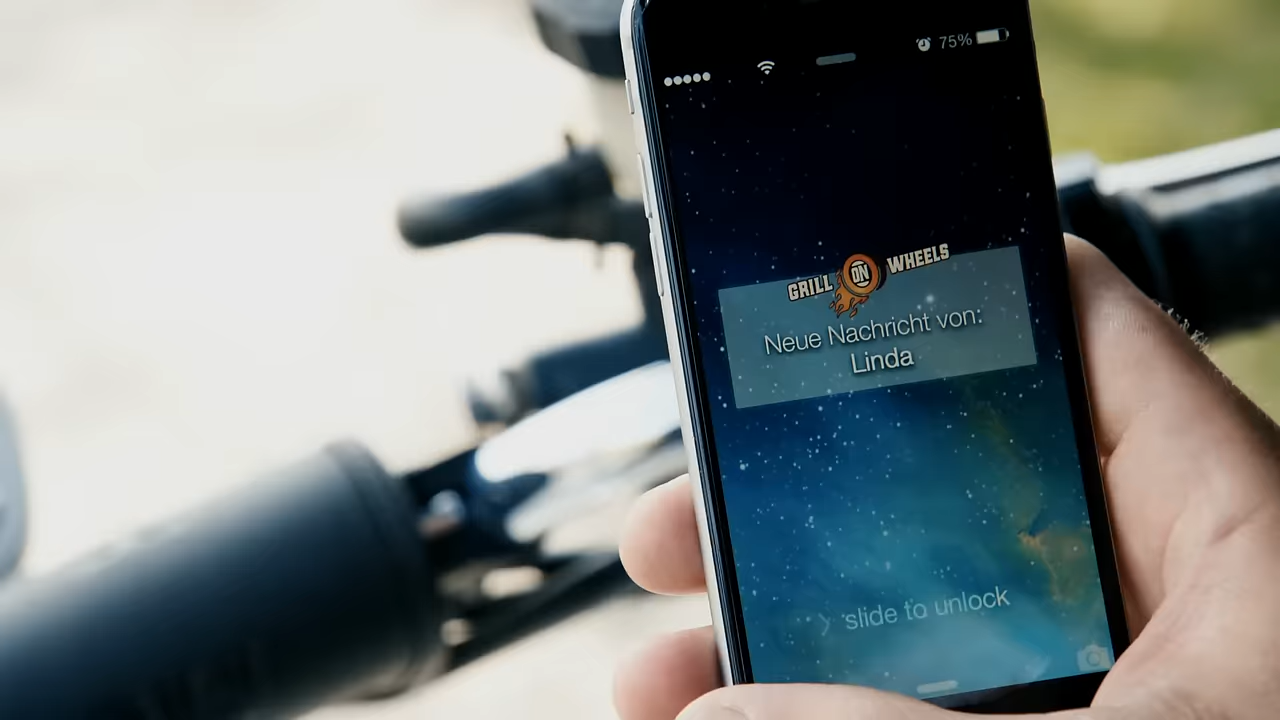 75%
GRILL ON WHEELS
Neue Nachricht von:
Linda
slide to unlock